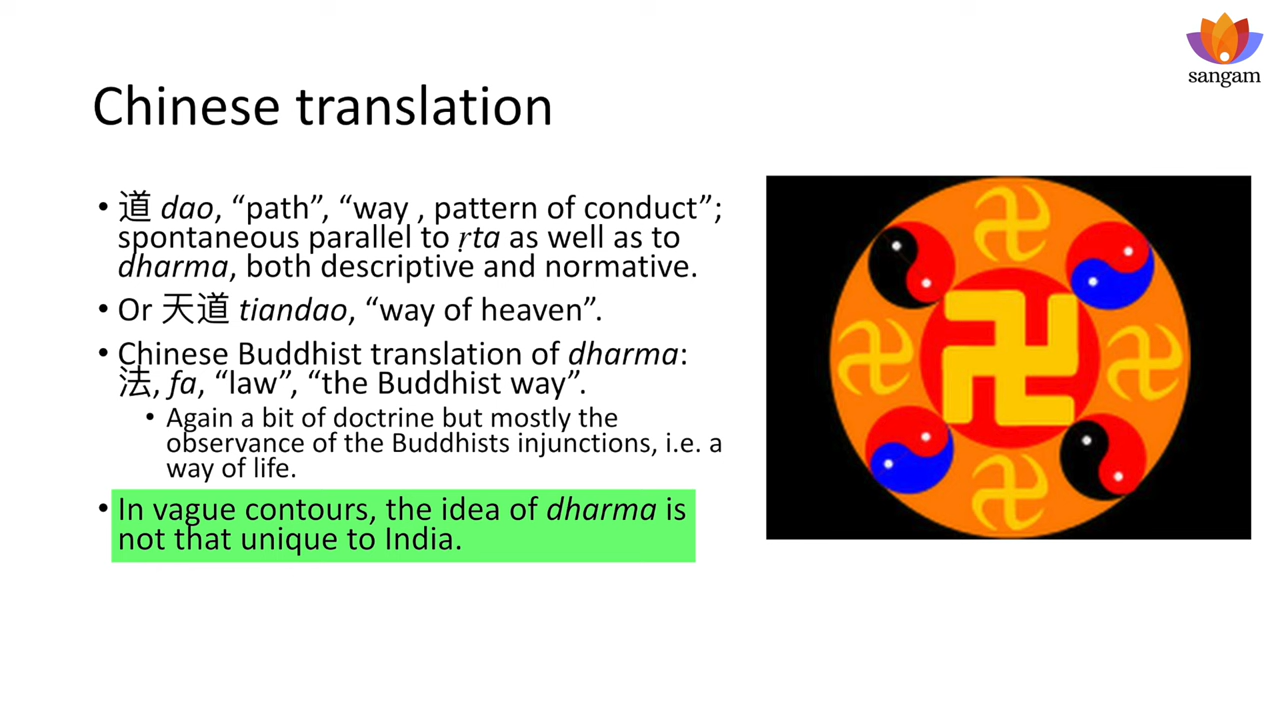 sangam
Chinese translation
• 道 dao, “path”, “way , pattern of conduct”;
spontaneous parallel to ṛta as well as to
dharma, both descriptive and normative.
• Or 天道 tiandao, “way of heaven”.
• Chinese Buddhist translation of dharma:
法, fa, “law”, “the Buddhist way”.
• Again a bit of doctrine but mostly the
observance of the Buddhists injunctions, i.e. a
way of life.
• In vague contours, the idea of dharma is
not that unique to India.